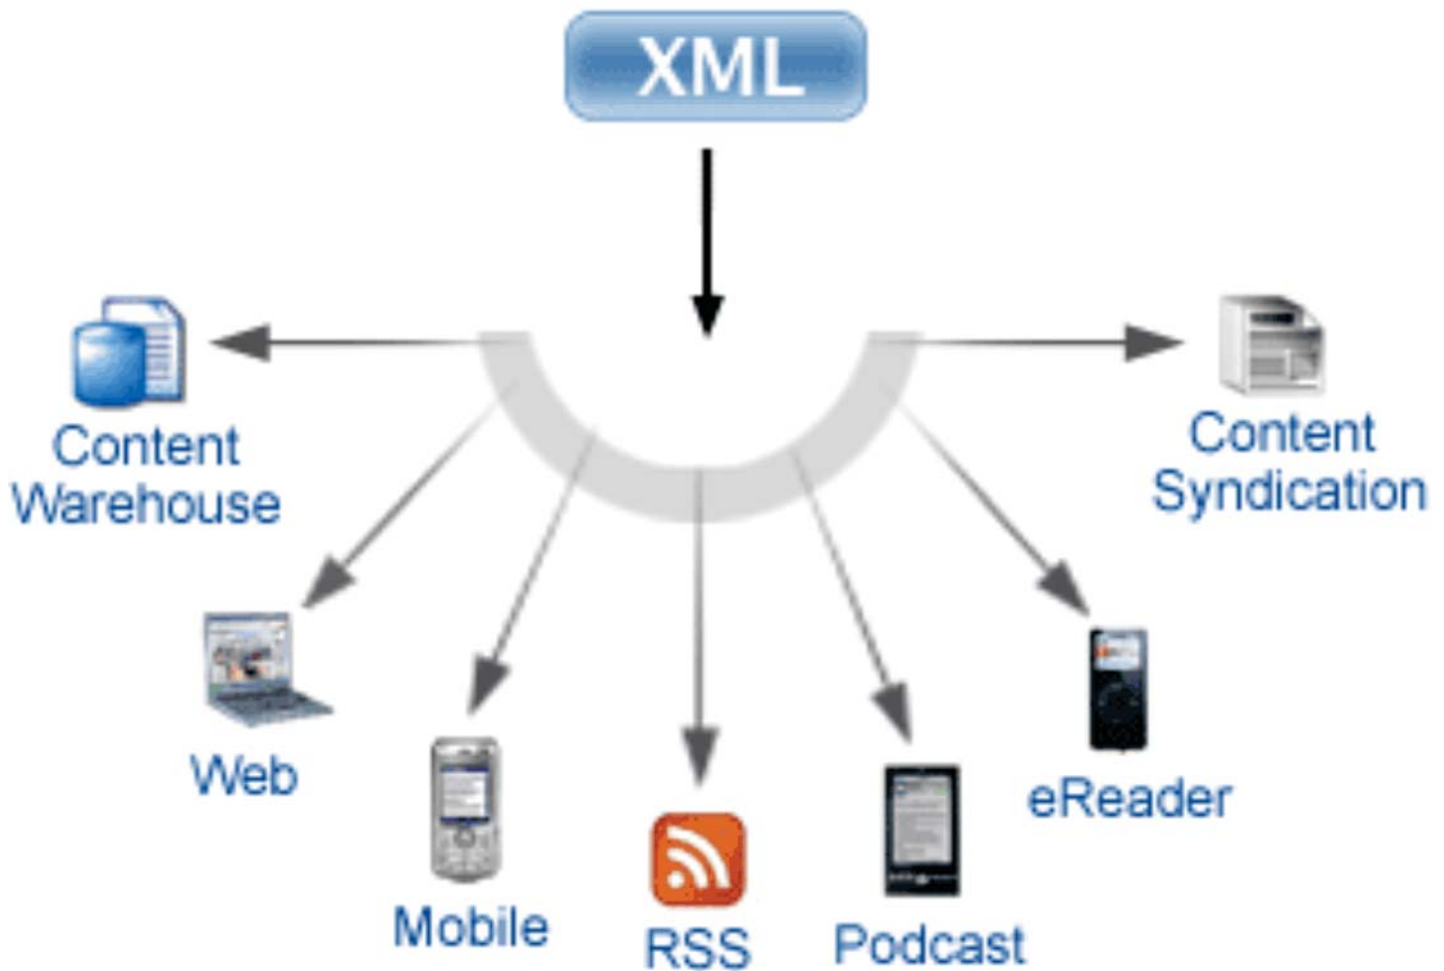 XML
Content
Warehouse
Content
Syndication
Web
eReader
Mobile
RSS
Podcast